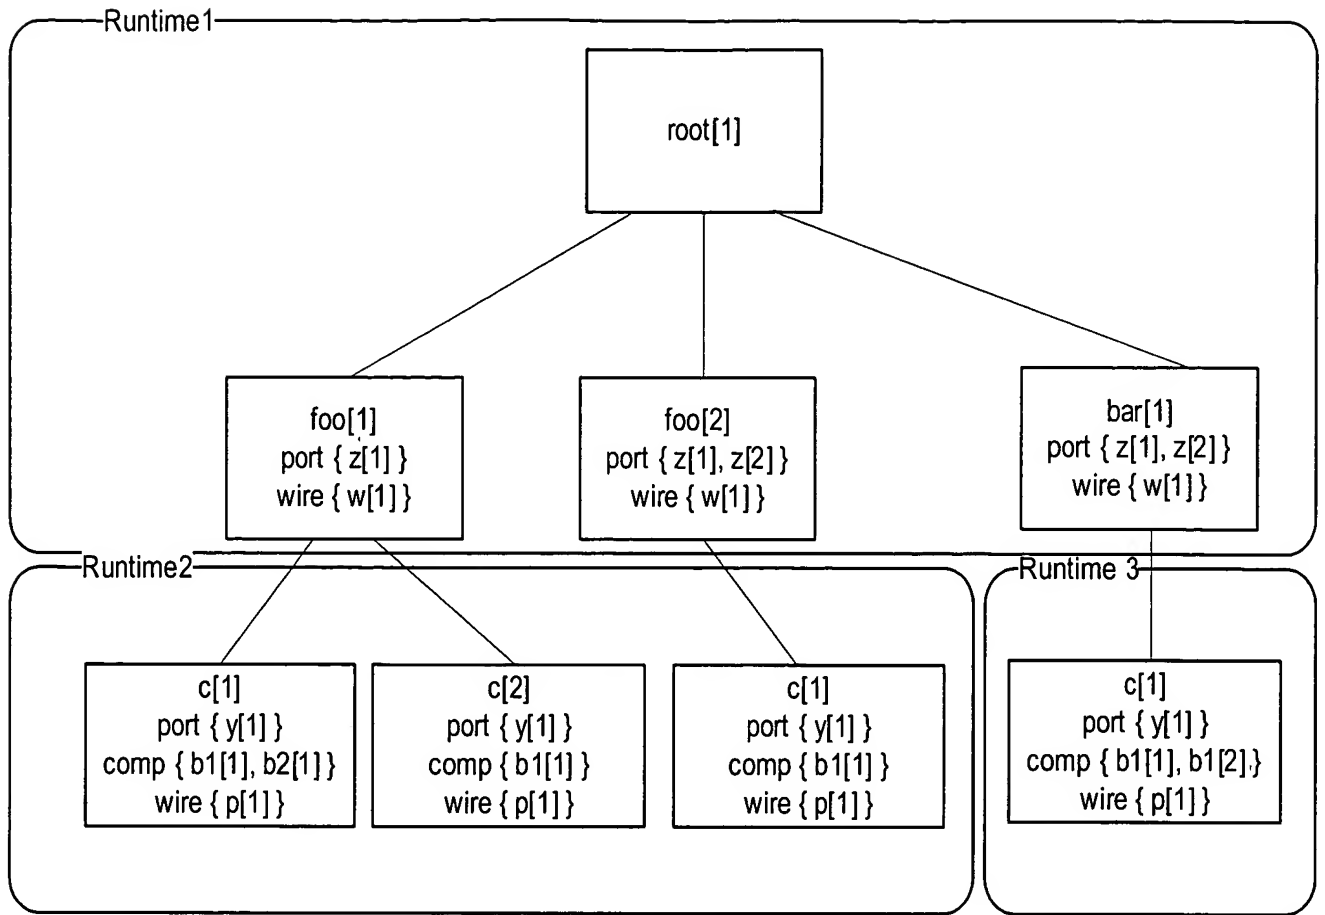 Runtime1
root[1]
foo[1]
port { z[1] }
wire { w[1] }
foo[2]
port { z[1], z[2] }
wire { w[1] }
bar[1]
port { z[1], z[2] }
wire { w[1] }
Runtime2
Runtime 3
c[1]
port { y[1] }
comp { b1[1], b2[1] }
wire { p[1] }
c[2]
port { y[1] }
comp { b1[1] }
wire { p[1] }
c[1]
port { y[1] }
comp { b1[1] }
wire { p[1] }
c[1]
port { y[1] }
comp { b1[1], b1[2] }
wire { p[1] }